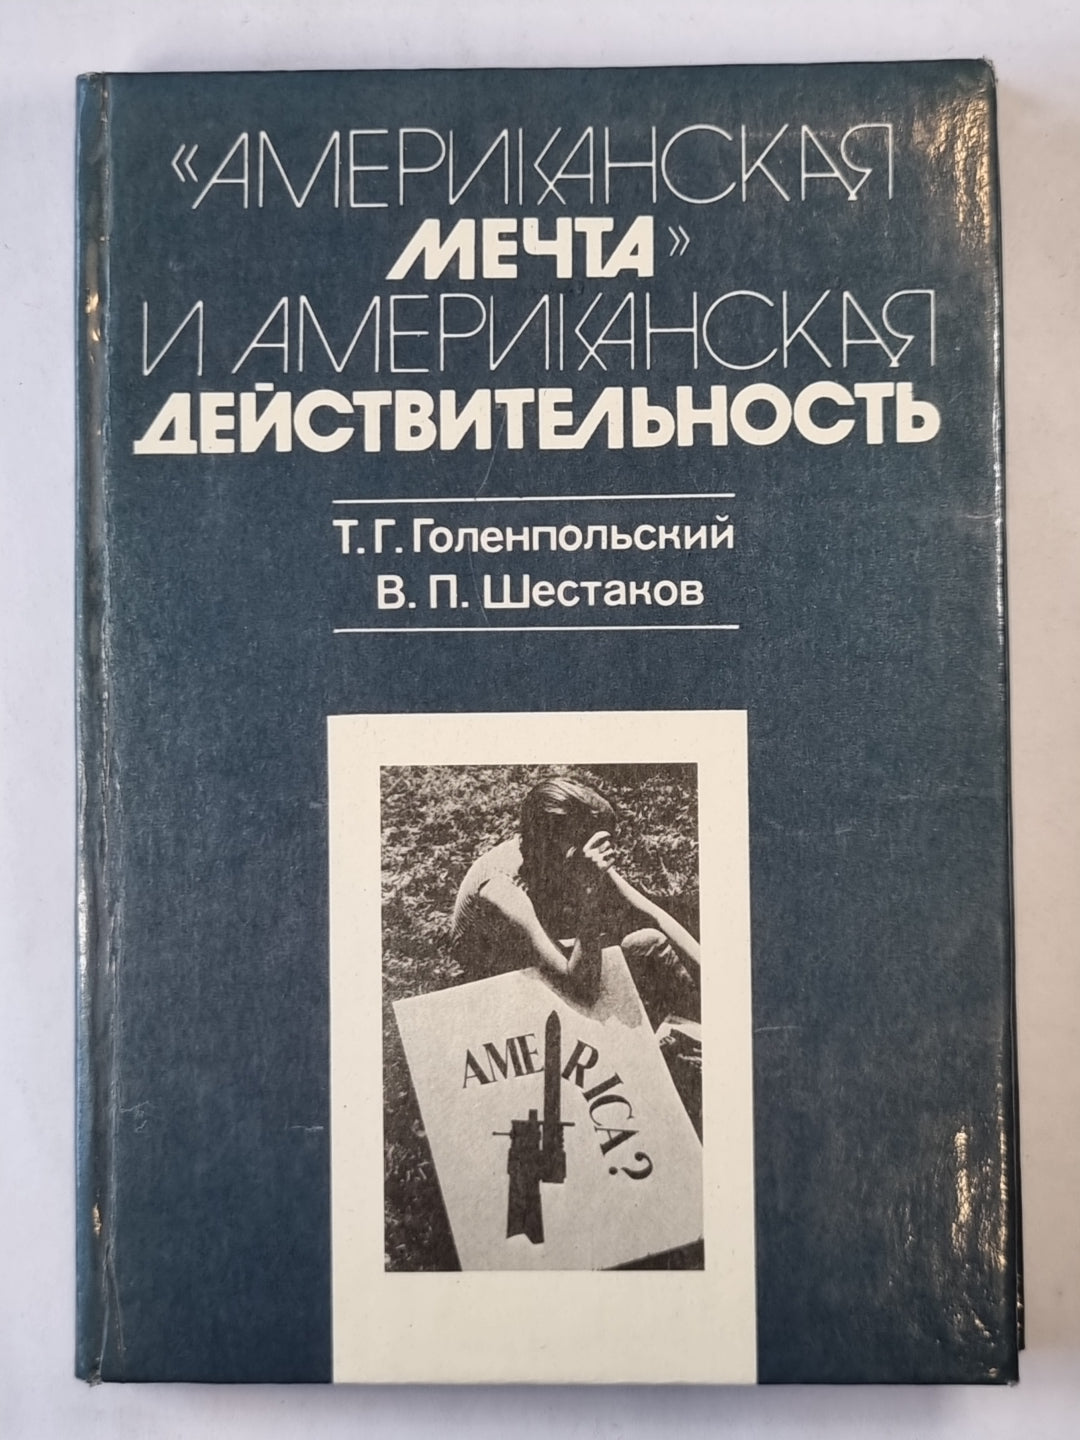 «АМЕРИКАНСКАЯ
МЕЧТА»
И АМЕРИКАНСКАЯ
ДЕЙСТВИТЕЛЬНОСТЬ
Т. Г. Голенпольский
В. П. Шестаков
AMERICA?